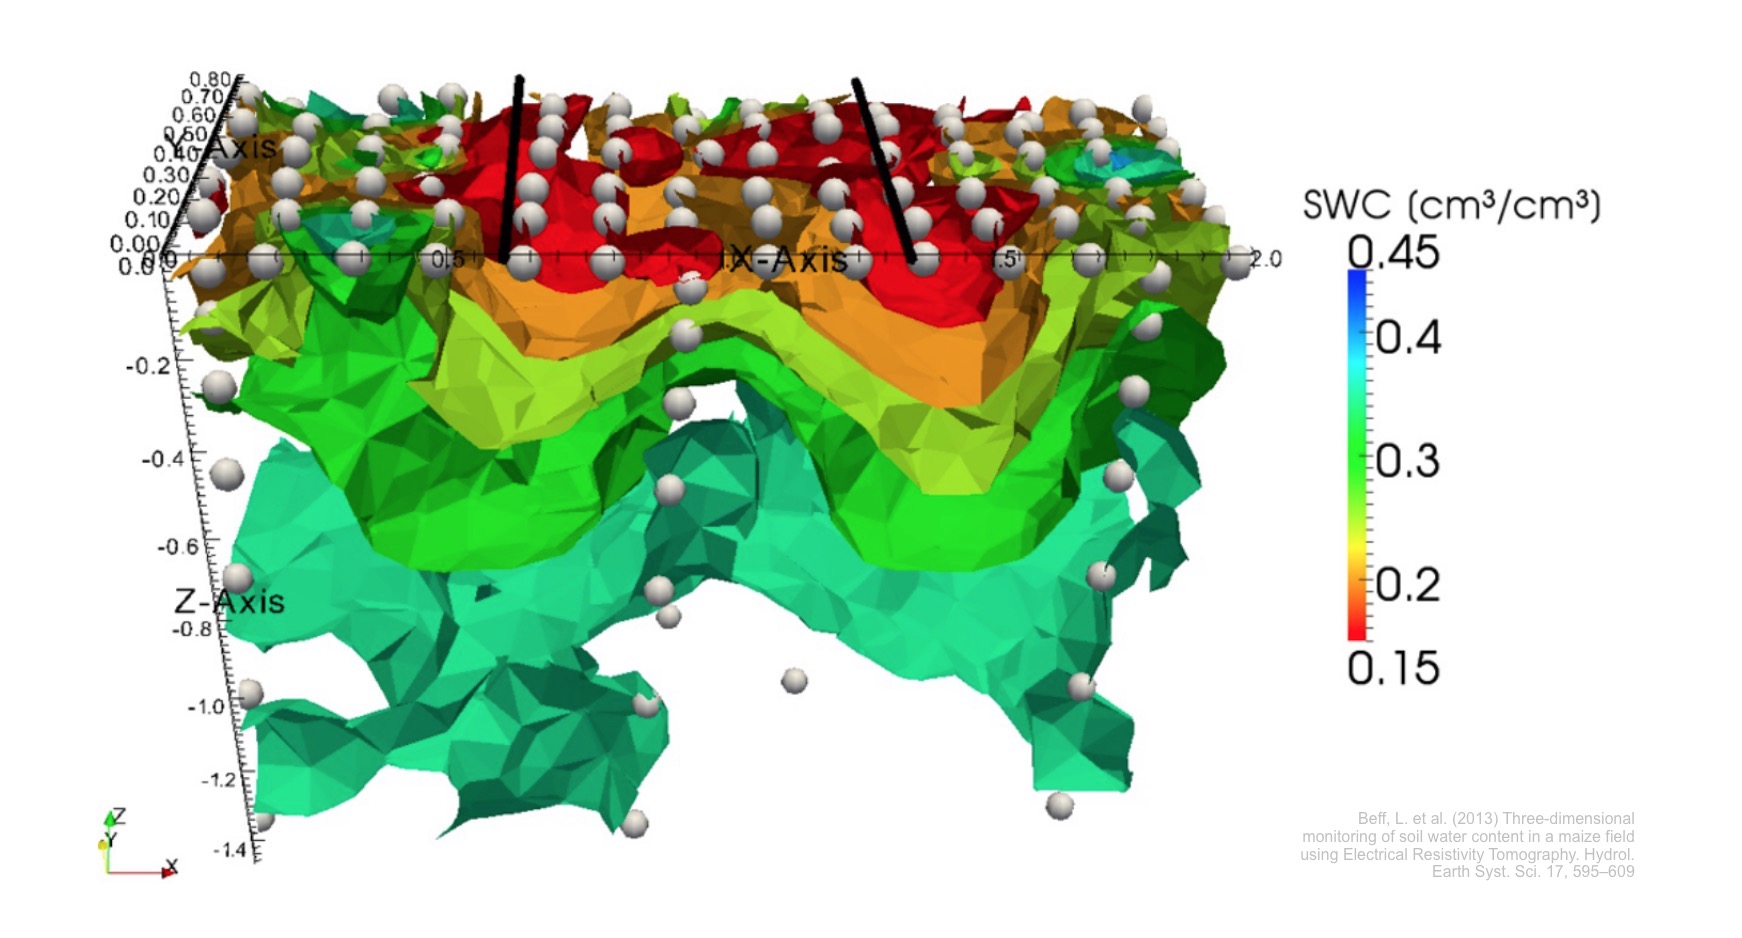 0.80
0.70
0.60
0.50
Y-Axis
0.40
0.30
0.20
0.10
0.00
0.0
0.5
X-Axis
1.5
2.0
-0.2
-0.4
-0.6
Z-Axis
-0.8
-1.0
-1.2
-1.4
Z
Y
X
SWC (cm³/cm³)
0.45
0.4
0.3
0.2
0.15
Beff, L. et al. (2013) Three-dimensional
monitoring of soil water content in a maize field
using Electrical Resistivity Tomography. Hydrol.
Earth Syst. Sci. 17, 595–609